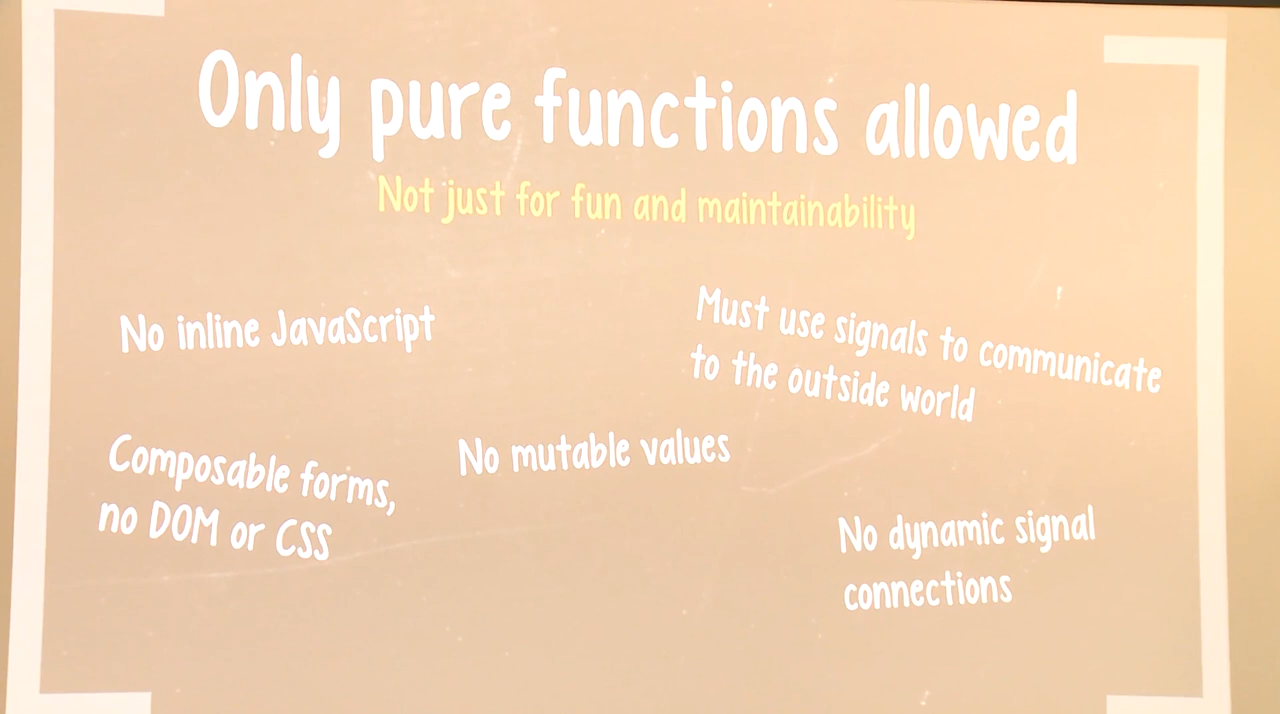 Only pure functions allowed
Not just for fun and maintainability
No inline JavaScript
Must use signals to communicate
to the outside world
Composable forms,
no DOM or CSS
No mutable values
No dynamic signal
connections